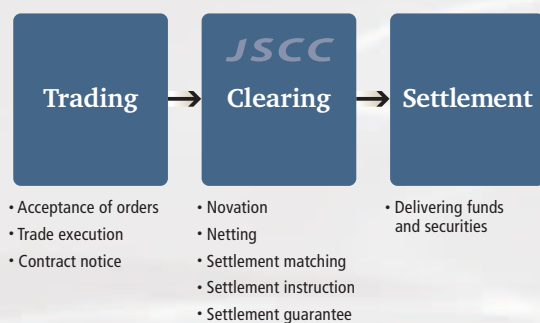 JSCC
Trading
Clearing
Settlement
• Acceptance of orders
• Trade execution
• Contract notice
• Novation
• Netting
• Settlement matching
• Settlement instruction
• Settlement guarantee
• Delivering funds
and securities